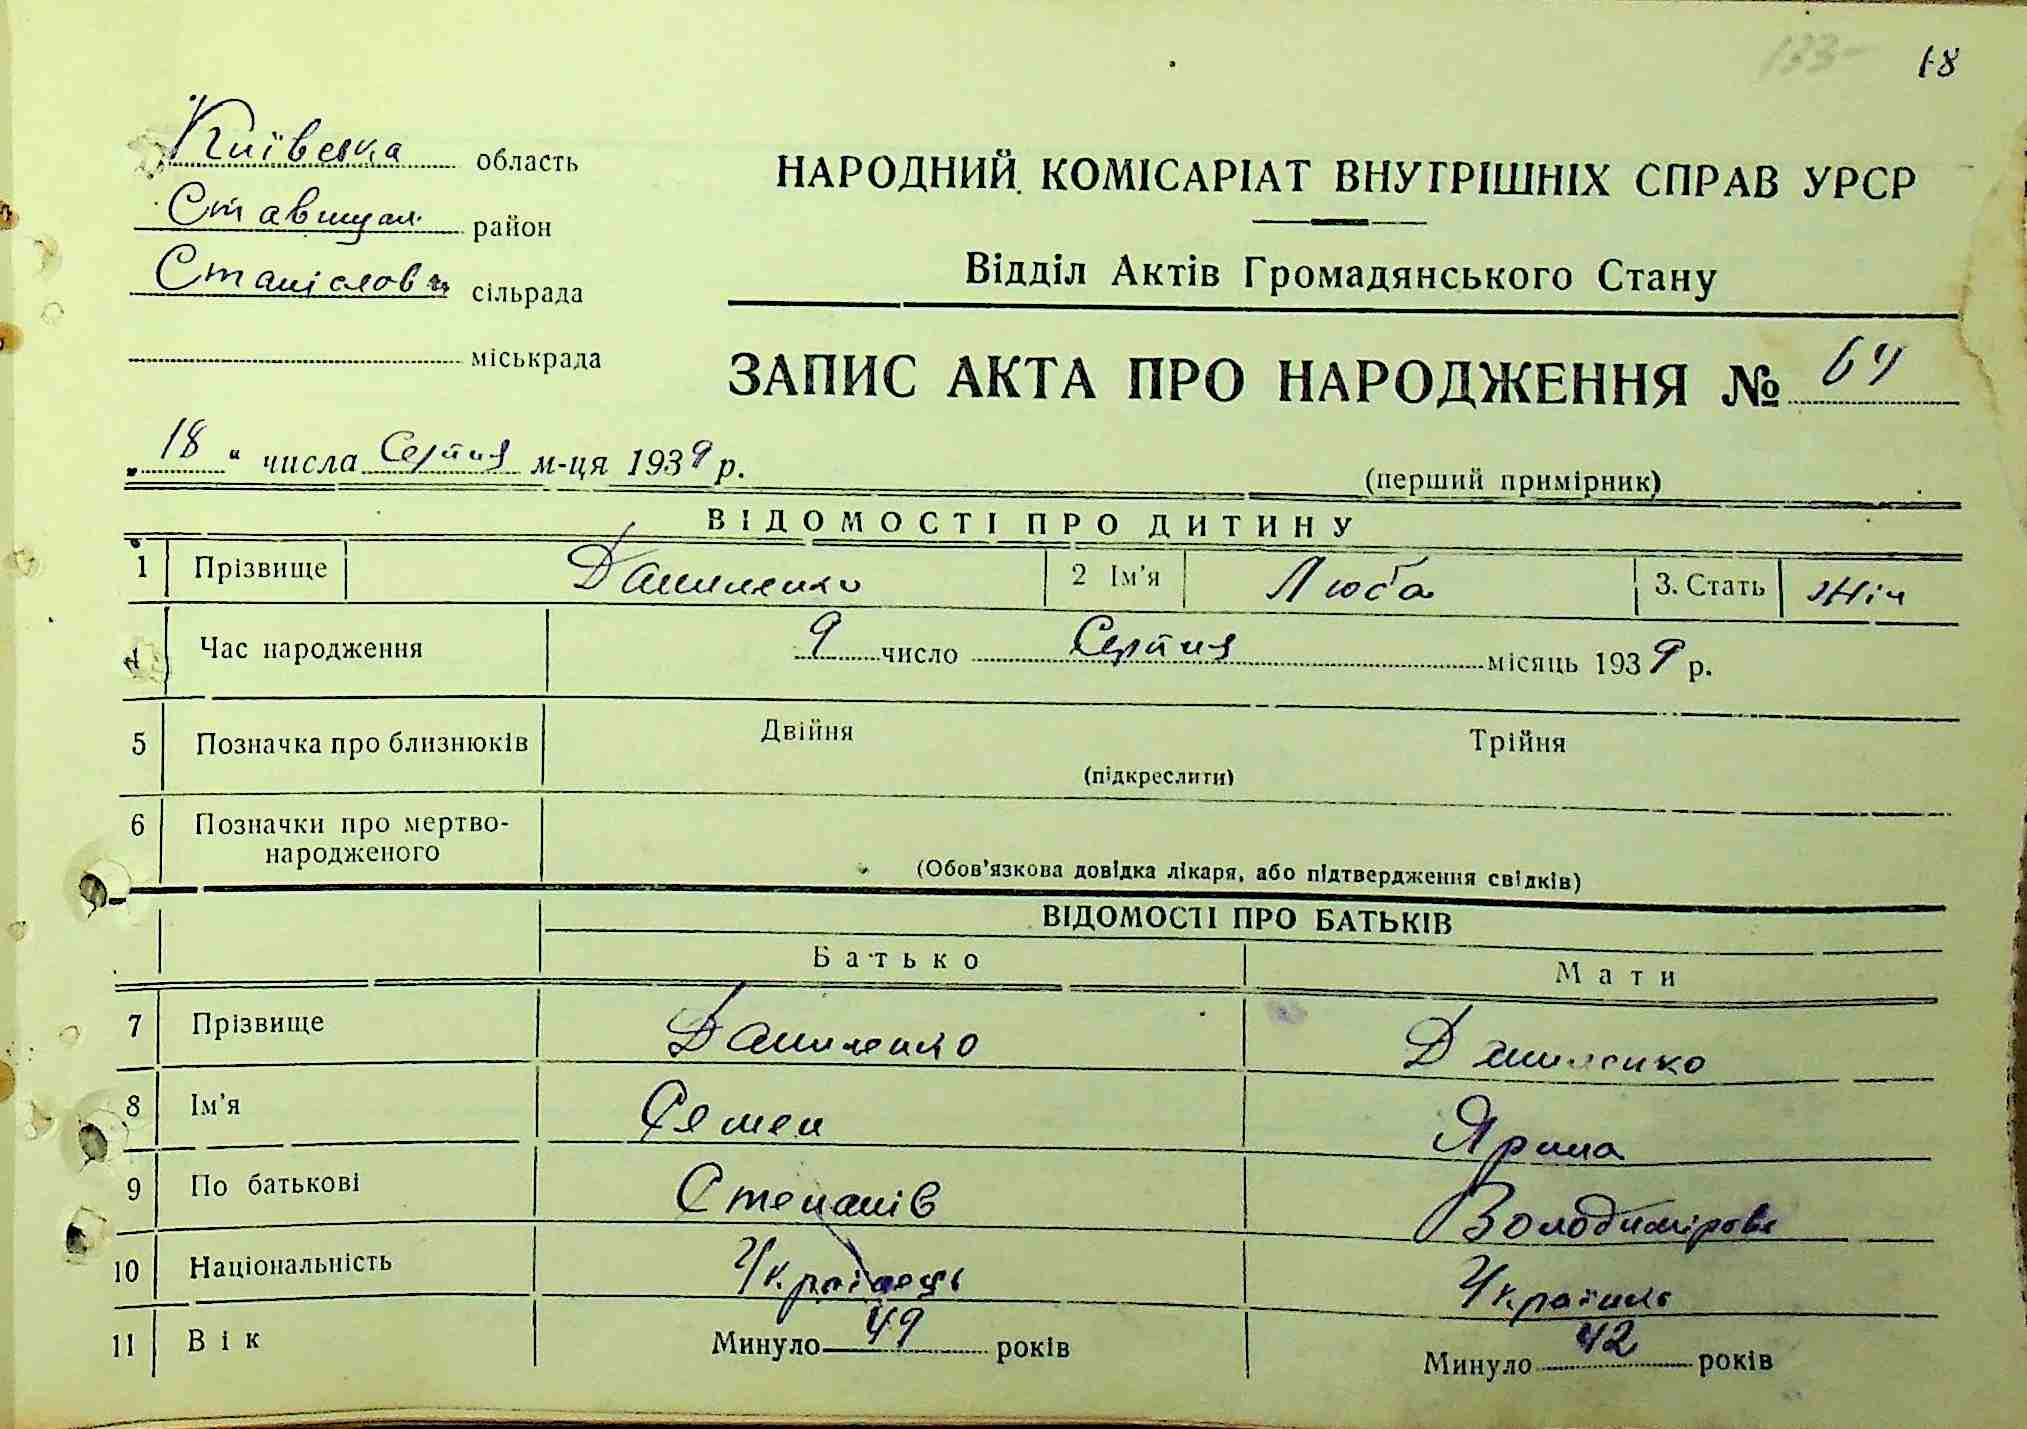 133-
18
Київська область
Ставищан. район
Станіслов сільрада
міськрада
НАРОДНИЙ КОМІСАРІАТ ВНУТРІШНІХ СПРАВ УРСР
Відділ Актів Громадянського Стану
ЗАПИС АКТА ПРО НАРОДЖЕННЯ № 64
„18“ числа Серпня м-ця 1939 р.
(перший примірник)
ВІДОМОСТІ ПРО ДИТИНУ
1 Прізвище Даниленко 2 Ім’я Люба 3. Стать жін
4 Час народження 9 число Серпня місяць 1939 р.
5 Позначка про близнюків Двійня Трійня
(підкреслити)
6 Позначки про мертво-
народженого
(Обов’язкова довідка лікаря, або підтвердження свідків)
ВІДОМОСТІ ПРО БАТЬКІВ
Батько Мати
7 Прізвище Даниленко Даниленко
8 Ім’я Семен Ярина
9 По батькові Степанів Володимірова
10 Національність Українець Українь
11 Вік Минуло 49 років Минуло 42 років